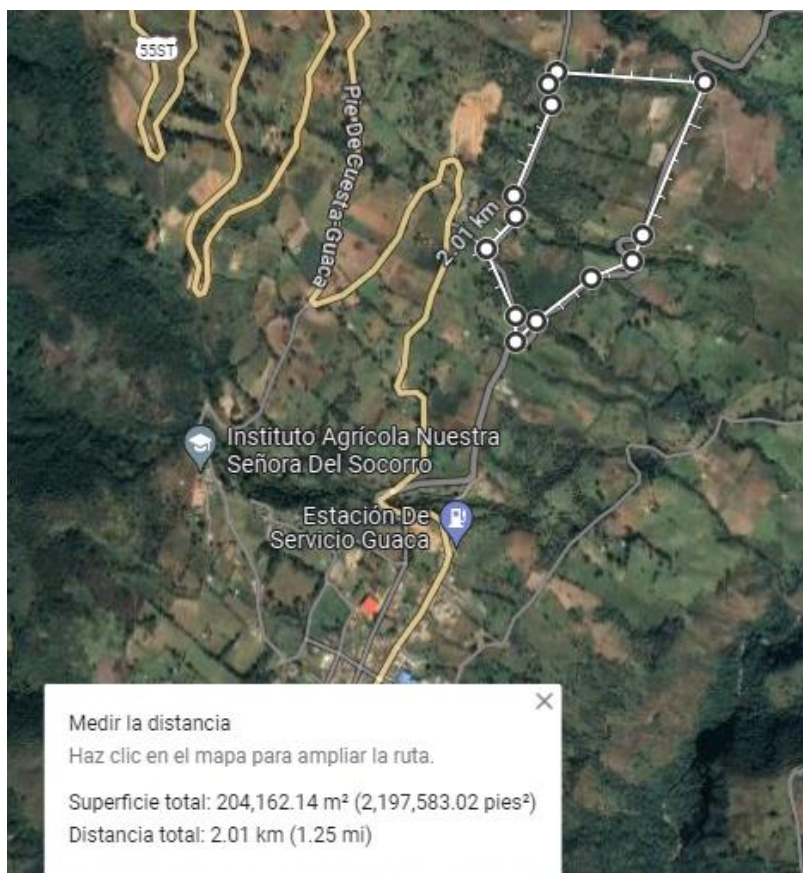 55ST
Pie De Cuesta-Guaca
2.01 km
Instituto Agrícola Nuestra
Señora Del Socorro
Estación De
Servicio Guaca
Medir la distancia
Haz clic en el mapa para ampliar la ruta.
Superficie total: 204,162.14 m² (2,197,583.02 pies²)
Distancia total: 2.01 km (1.25 mi)